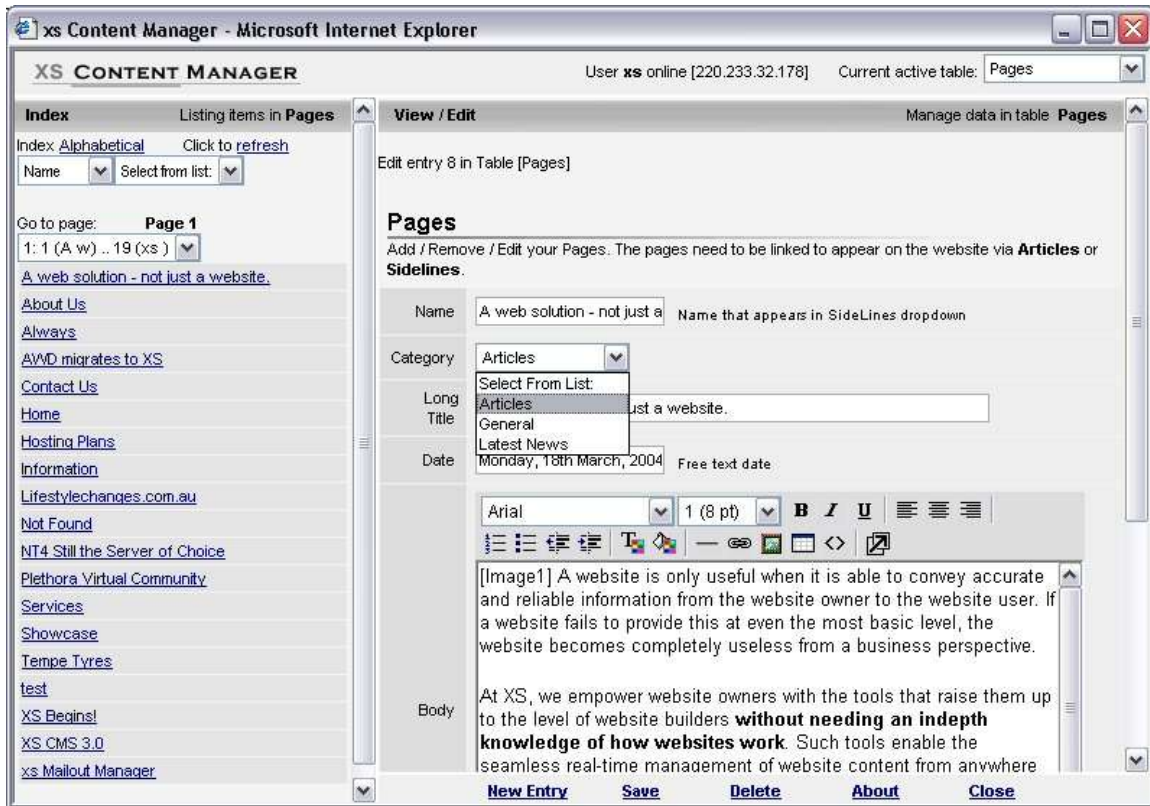 xs Content Manager - Microsoft Internet Explorer
XS CONTENT MANAGER
User xs online [220.233.32.178]
Current active table: Pages
Index
Listing items in Pages
Index Alphabetical
Click to refresh
Name
Select from list:
Go to page: Page 1
1: 1 (A w) .. 19 (xs )
A web solution - not just a website.
About Us
Always
AWD migrates to XS
Contact Us
Home
Hosting Plans
Information
Lifestylechanges.com.au
Not Found
NT4 Still the Server of Choice
Plethora Virtual Community
Services
Showcase
Tempe Tyres
test
XS Begins!
XS CMS 3.0
xs Mailout Manager
View / Edit
Manage data in table Pages
Edit entry 8 in Table [Pages]
Pages
Add / Remove / Edit your Pages. The pages need to be linked to appear on the website via Articles or
Sidelines.
Name
A web solution - not just a
Name that appears in SideLines dropdown
Category
Articles
Select From List:
Articles
General
Latest News
Long
Title
ust a website.
Date
Monday, 18th March, 2004
Free text date
Arial
1 (8 pt)
B I U
Body
[Image1] A website is only useful when it is able to convey accurate
and reliable information from the website owner to the website user. If
a website fails to provide this at even the most basic level, the
website becomes completely useless from a business perspective.
At XS, we empower website owners with the tools that raise them up
to the level of website builders without needing an indepth
knowledge of how websites work. Such tools enable the
seamless real-time management of website content from anywhere
New Entry
Save
Delete
About
Close